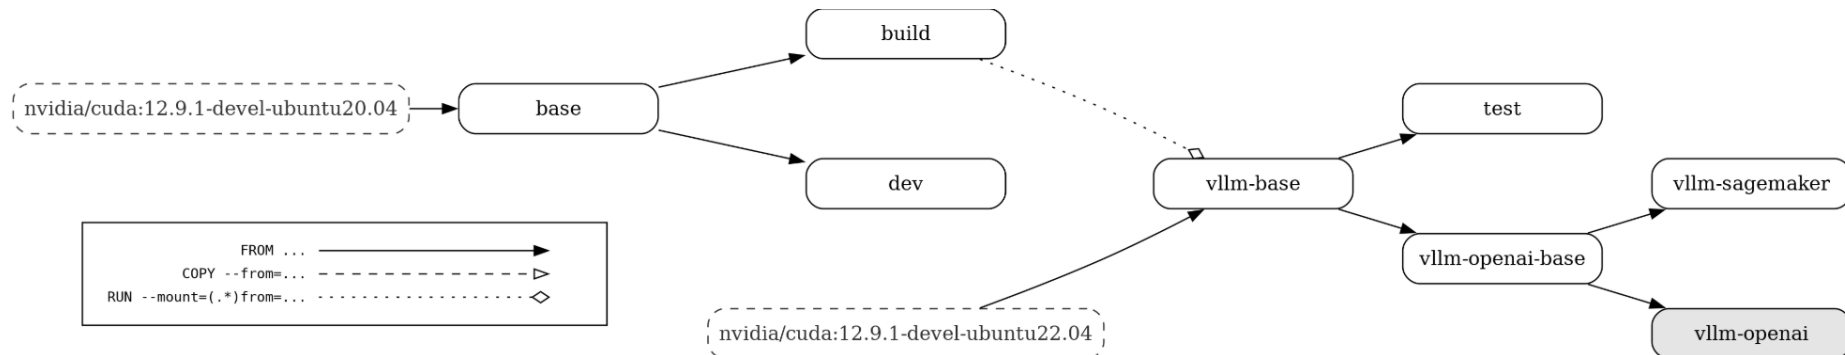 build
nvidia/cuda:12.9.1-devel-ubuntu20.04
base
test
dev
vllm-base
vllm-sagemaker
FROM ...
COPY --from=...
RUN --mount=(.*)from=...
vllm-openai-base
nvidia/cuda:12.9.1-devel-ubuntu22.04
vllm-openai